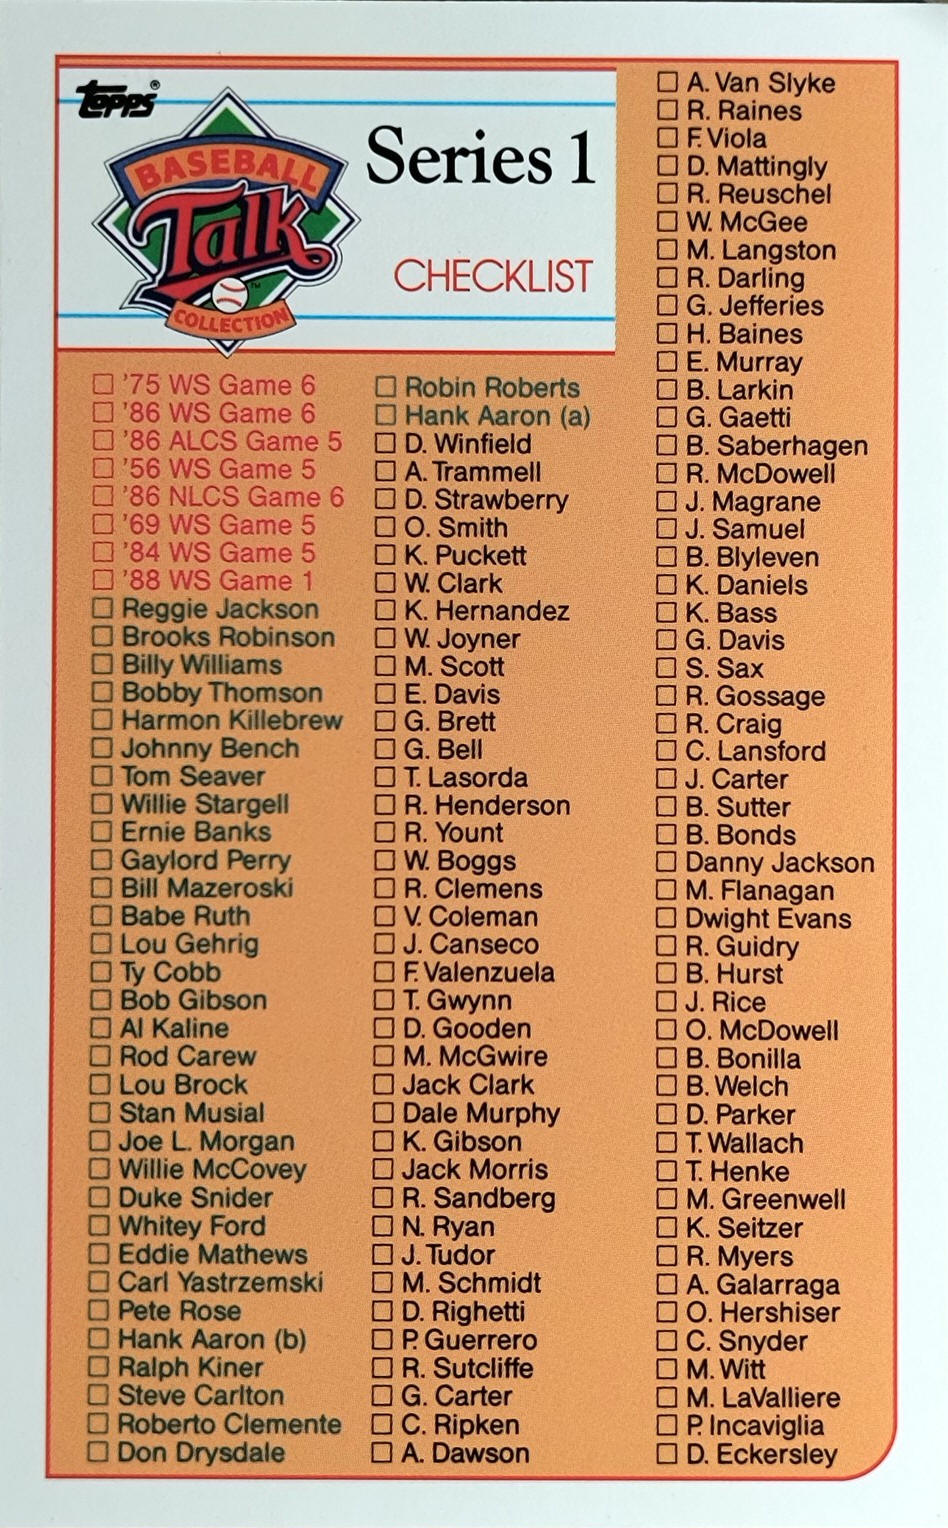 Topps®
BASEBALL
Talk™
COLLECTION
Series 1
CHECKLIST
'75 WS Game 6
'86 WS Game 6
'86 ALCS Game 5
'56 WS Game 5
'86 NLCS Game 6
'69 WS Game 5
'84 WS Game 5
'88 WS Game 1
Reggie Jackson
Brooks Robinson
Billy Williams
Bobby Thomson
Harmon Killebrew
Johnny Bench
Tom Seaver
Willie Stargell
Ernie Banks
Gaylord Perry
Bill Mazeroski
Babe Ruth
Lou Gehrig
Ty Cobb
Bob Gibson
Al Kaline
Rod Carew
Lou Brock
Stan Musial
Joe L. Morgan
Willie McCovey
Duke Snider
Whitey Ford
Eddie Mathews
Carl Yastrzemski
Pete Rose
Hank Aaron (b)
Ralph Kiner
Steve Carlton
Roberto Clemente
Don Drysdale
Robin Roberts
Hank Aaron (a)
D. Winfield
A. Trammell
D. Strawberry
O. Smith
K. Puckett
W. Clark
K. Hernandez
W. Joyner
M. Scott
E. Davis
G. Brett
G. Bell
T. Lasorda
R. Henderson
R. Yount
W. Boggs
R. Clemens
V. Coleman
J. Canseco
F. Valenzuela
T. Gwynn
D. Gooden
M. McGwire
Jack Clark
Dale Murphy
K. Gibson
Jack Morris
R. Sandberg
N. Ryan
J. Tudor
M. Schmidt
D. Righetti
P. Guerrero
R. Sutcliffe
G. Carter
C. Ripken
A. Dawson
A. Van Slyke
R. Raines
F. Viola
D. Mattingly
R. Reuschel
W. McGee
M. Langston
R. Darling
G. Jefferies
H. Baines
E. Murray
B. Larkin
G. Gaetti
B. Saberhagen
R. McDowell
J. Magrane
J. Samuel
B. Blyleven
K. Daniels
K. Bass
G. Davis
S. Sax
R. Gossage
R. Craig
C. Lansford
J. Carter
B. Sutter
B. Bonds
Danny Jackson
M. Flanagan
Dwight Evans
R. Guidry
B. Hurst
J. Rice
O. McDowell
B. Bonilla
B. Welch
D. Parker
T. Wallach
T. Henke
M. Greenwell
K. Seitzer
R. Myers
A. Galarraga
O. Hershiser
C. Snyder
M. Witt
M. LaValliere
P. Incaviglia
D. Eckersley